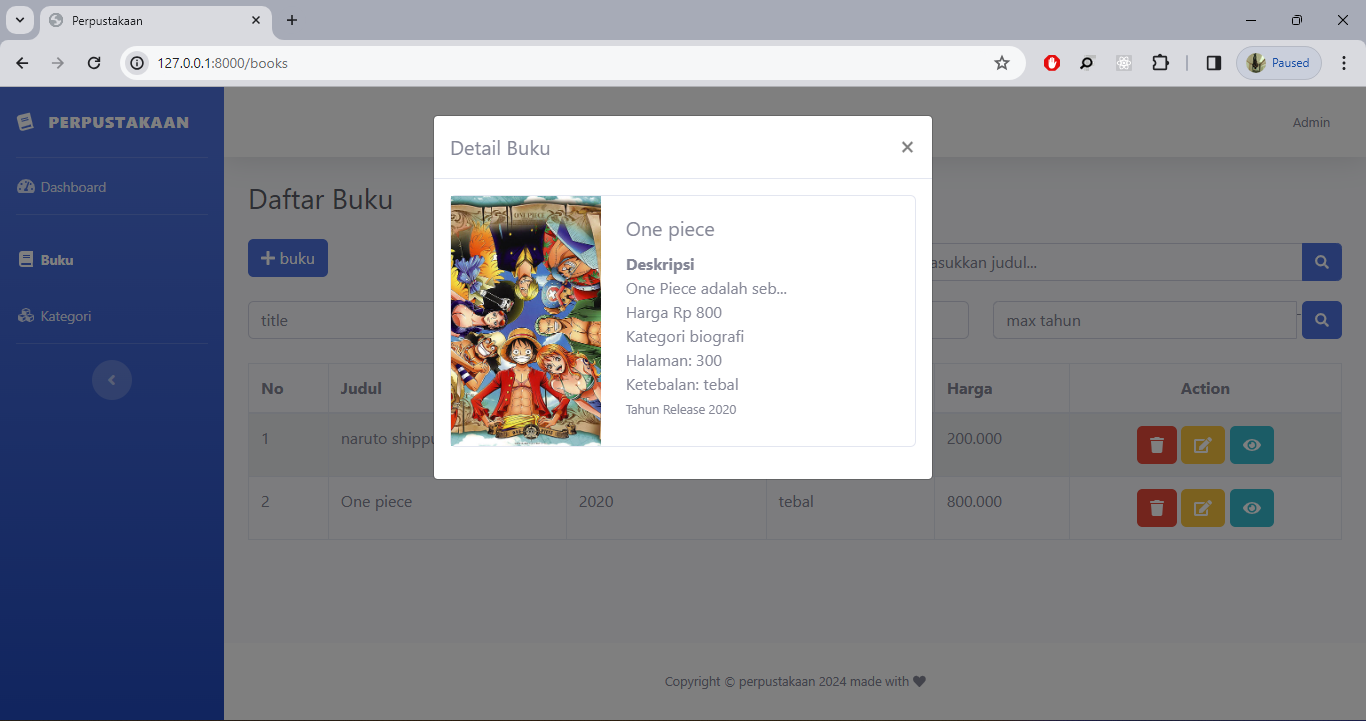 Perpustakaan
127.0.0.1:8000/books
Paused
PERPUSTAKAAN
Admin
Dashboard
Buku
Kategori
Daftar Buku
buku
asukkan judul...
title
max tahun
No Judul Harga Action
1 naruto shippu 200.000
2 One piece 2020 tebal 800.000
Detail Buku
ONE PIECE
One piece
Deskripsi
One Piece adalah seb...
Harga Rp 800
Kategori biografi
Halaman: 300
Ketebalan: tebal
Tahun Release 2020
Copyright © perpustakaan 2024 made with